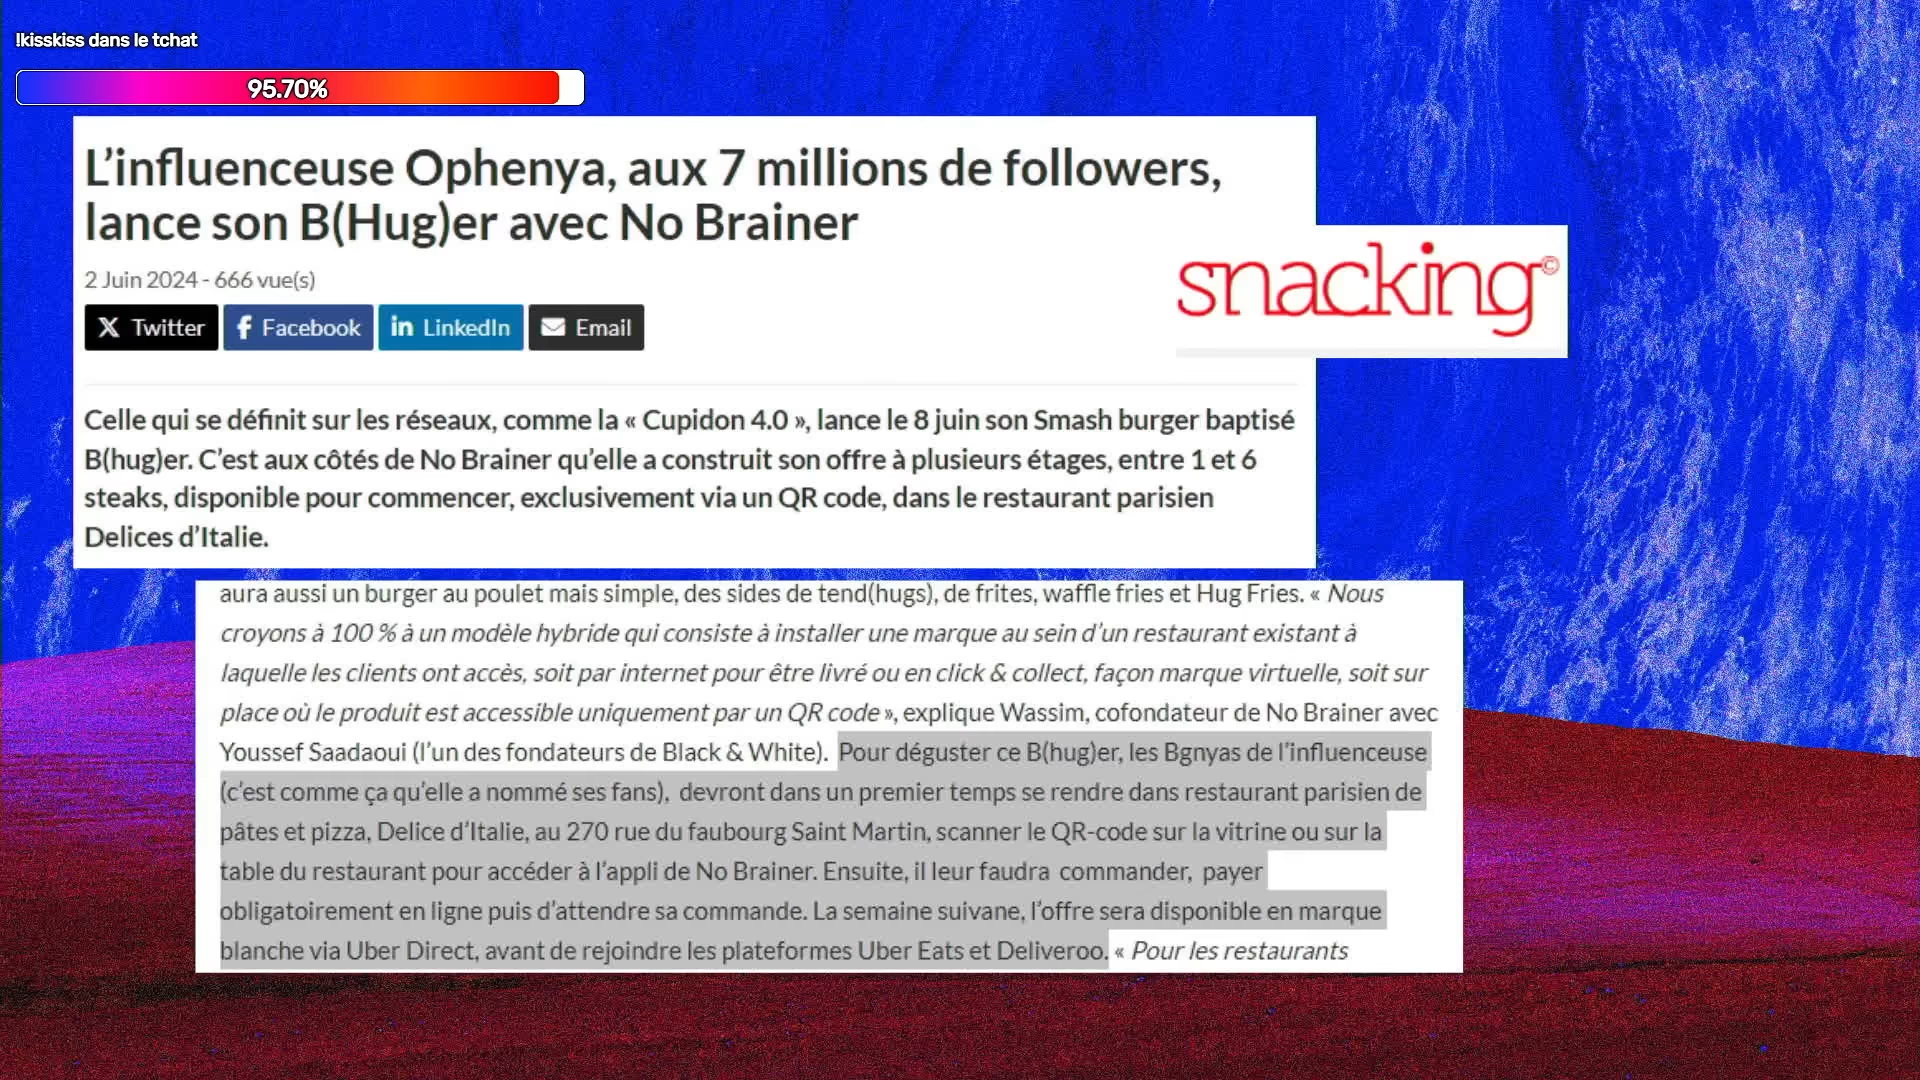 !kisskiss dans le tchat
95.70%
L’influenceuse Ophenya, aux 7 millions de followers,
lance son B(Hug)er avec No Brainer
2 Juin 2024 - 666 vue(s)
Twitter
Facebook
LinkedIn
Email
snacking©
Celle qui se définit sur les réseaux, comme la « Cupidon 4.0 », lance le 8 juin son Smash burger baptisé
B(hug)er. C’est aux côtés de No Brainer qu’elle a construit son offre à plusieurs étages, entre 1 et 6
steaks, disponible pour commencer, exclusivement via un QR code, dans le restaurant parisien
Delices d’Italie.
aura aussi un burger au poulet mais simple, des sides de tend(hugs), de frites, waffle fries et Hug Fries. « Nous
croyons à 100 % à un modèle hybride qui consiste à installer une marque au sein d’un restaurant existant à
laquelle les clients ont accès, soit par internet pour être livré ou en click & collect, façon marque virtuelle, soit sur
place où le produit est accessible uniquement par un QR code », explique Wassim, cofondateur de No Brainer avec
Youssef Saadaoui (l’un des fondateurs de Black & White). Pour déguster ce B(hug)er, les Bgnyas de l’influenceuse
(c’est comme ça qu’elle a nommé ses fans), devront dans un premier temps se rendre dans restaurant parisien de
pâtes et pizza, Delice d’Italie, au 270 rue du faubourg Saint Martin, scanner le QR-code sur la vitrine ou sur la
table du restaurant pour accéder à l’appli de No Brainer. Ensuite, il leur faudra commander, payer
obligatoirement en ligne puis d’attendre sa commande. La semaine suivane, l’offre sera disponible en marque
blanche via Uber Direct, avant de rejoindre les plateformes Uber Eats et Deliveroo. « Pour les restaurants